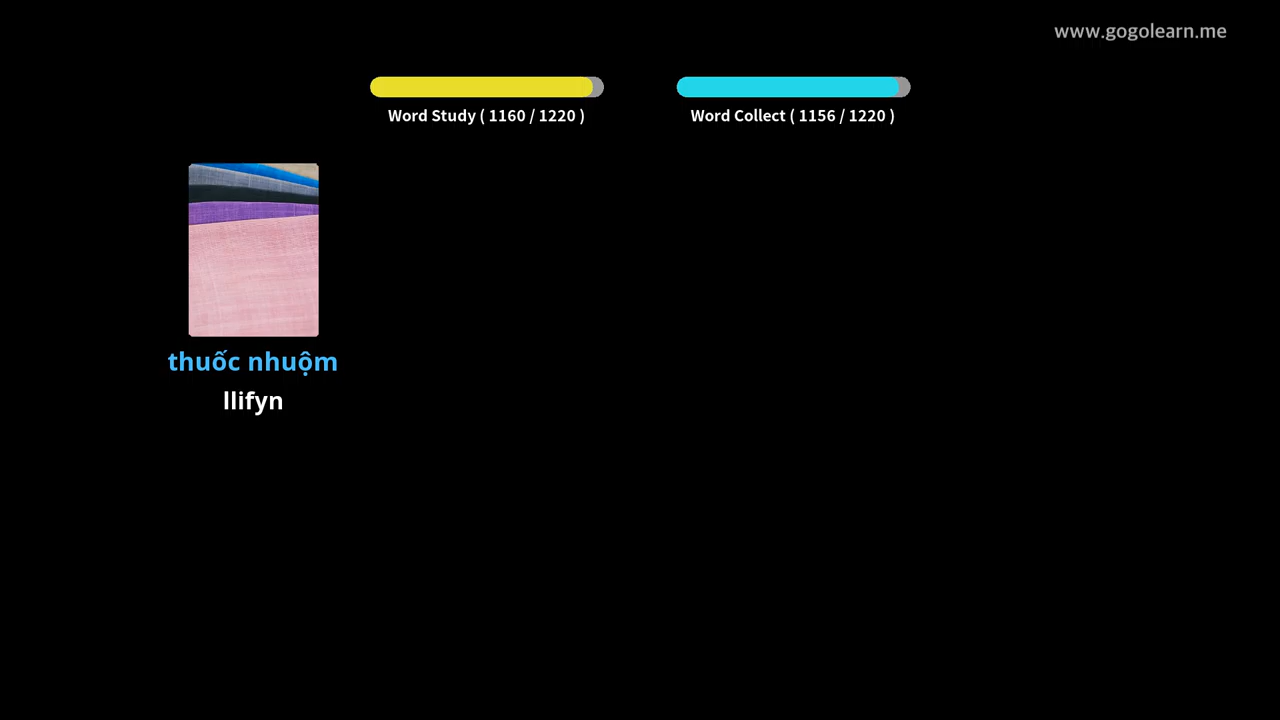 www.gogolearn.me
Word Study ( 1160 / 1220 )
Word Collect ( 1156 / 1220 )
thuốc nhuộm
llifyn